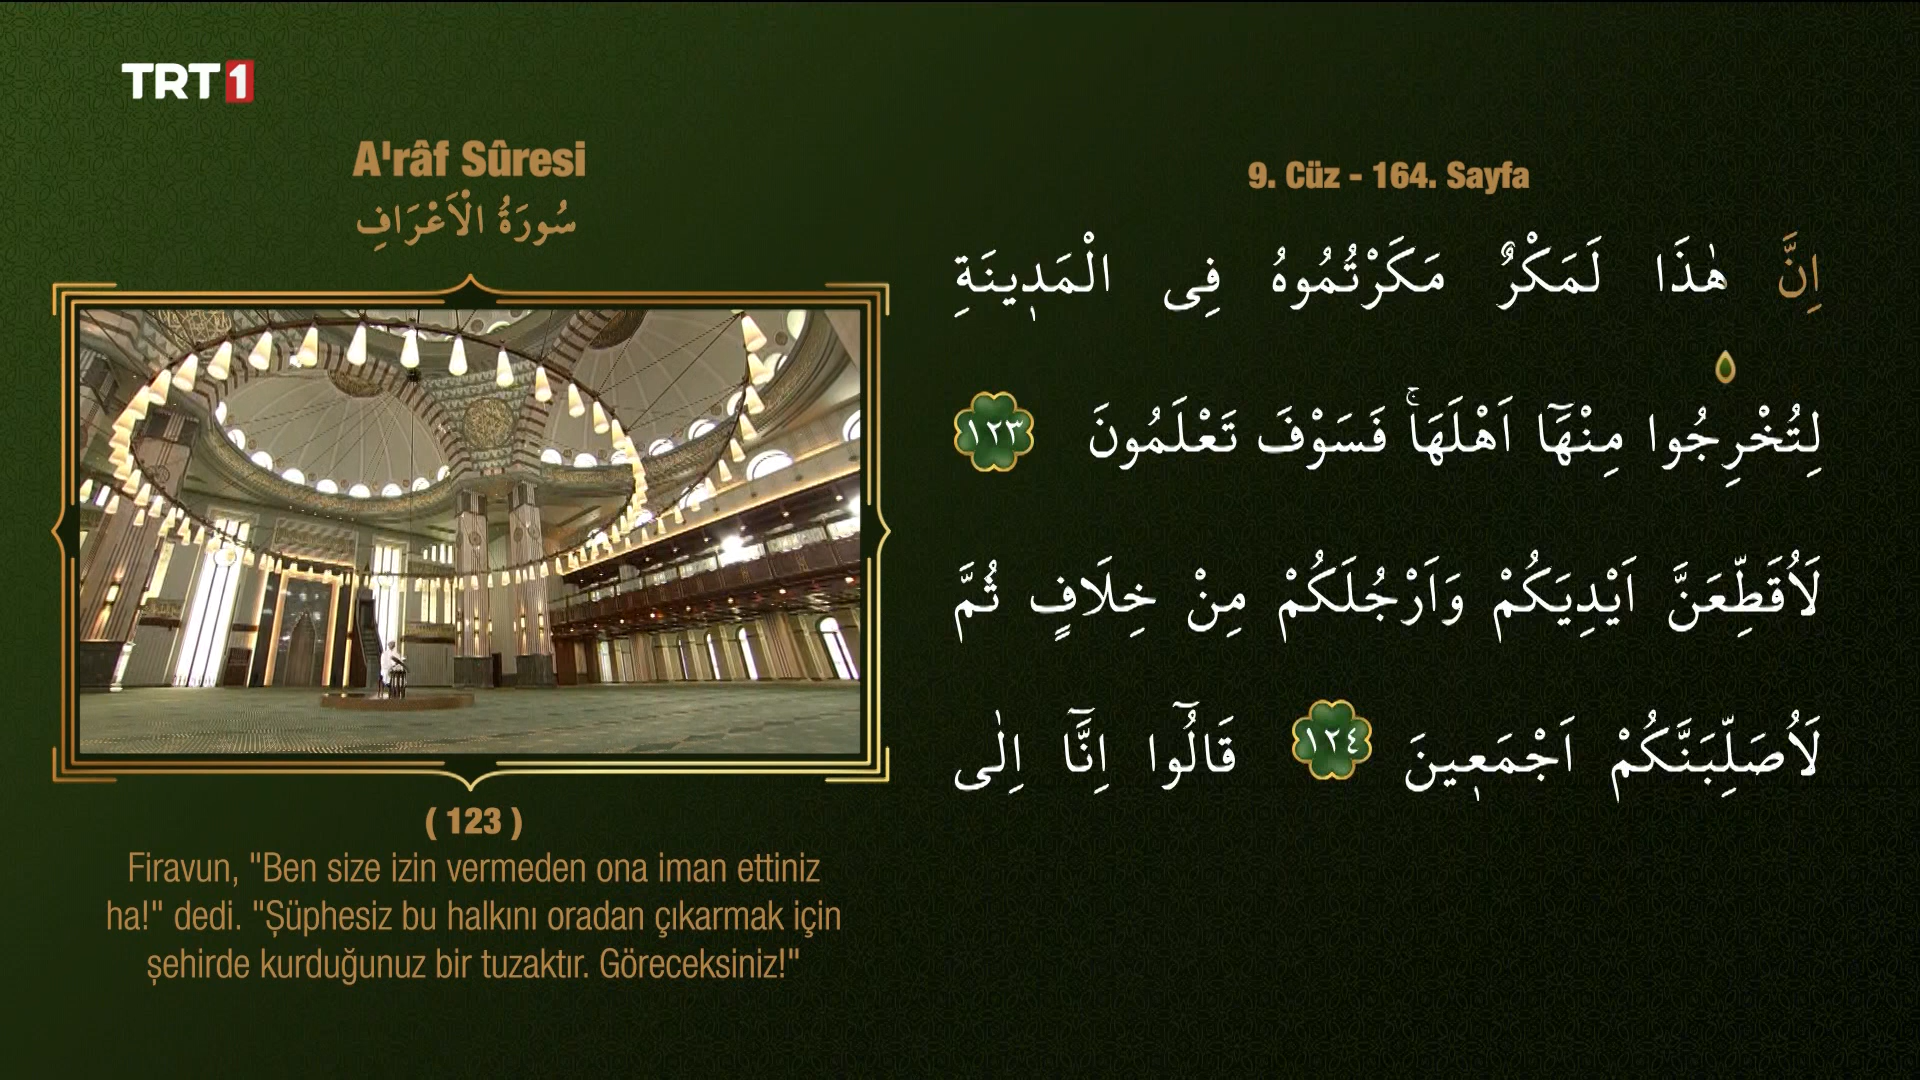 TRT 1
A'râf Sûresi
سُورَةُ الْاَعْرَافِ
9. Cüz - 164. Sayfa
اِنَّ هٰذَا لَمَكْرٌ مَكَرْتُمُوهُ فِى الْمَد۪ينَةِ
لِتُخْرِجُوا مِنْهَٓا اَهْلَهَاۚ فَسَوْفَ تَعْلَمُونَ ١٢٣
لَاُقَطِّعَنَّ اَيْدِيَكُمْ وَاَرْجُلَكُمْ مِنْ خِلَافٍ ثُمَّ
لَاُصَلِّبَنَّكُمْ اَجْمَع۪ينَ ١٢٤ قَالُٓوا اِنَّٓا اِلٰى
( 123 )
Firavun, "Ben size izin vermeden ona iman ettiniz
ha!" dedi. "Şüphesiz bu halkını oradan çıkarmak için
şehirde kurduğunuz bir tuzaktır. Göreceksiniz!"